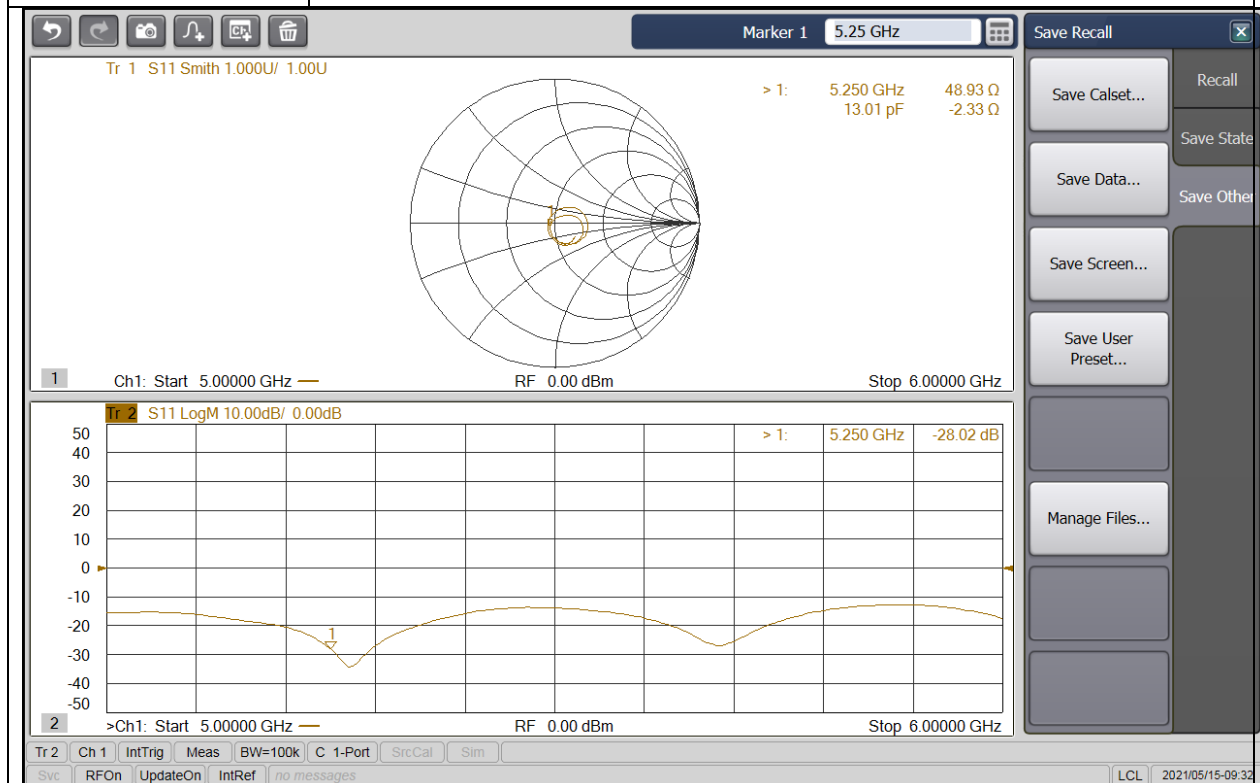 Marker 1 5.25 GHz
Save Recall
Tr 1 S11 Smith 1.000U/ 1.00U
> 1: 5.250 GHz 48.93 Ω
13.01 pF -2.33 Ω
1 Ch1: Start 5.00000 GHz — RF 0.00 dBm Stop 6.00000 GHz
Tr 2 S11 LogM 10.00dB/ 0.00dB
> 1: 5.250 GHz -28.02 dB
50
40
30
20
10
0
-10
-20
-30
-40
-50
1
2 >Ch1: Start 5.00000 GHz — RF 0.00 dBm Stop 6.00000 GHz
Save Calset...
Save Data...
Save Screen...
Save User
Preset...
Manage Files...
Recall
Save State
Save Other
Tr 2 Ch 1 IntTrig Meas BW=100k C 1-Port SrcCal Sim
Svc RFOn UpdateOn IntRef no messages LCL 2021/05/15-09:32